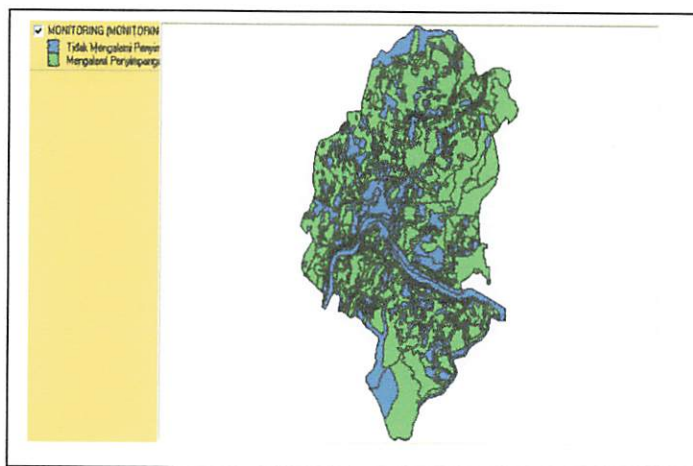 MONITORING (MONITORIN
Tidak Mengalami Penyim
Mengalami Penyimpanga